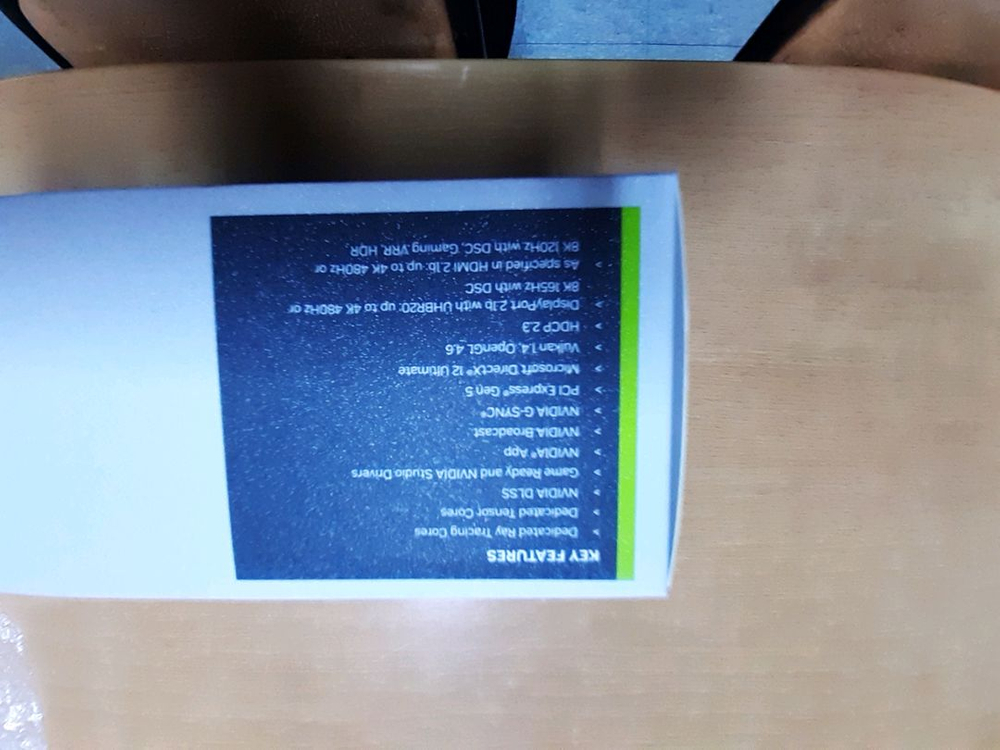 KEY FEATURES
> Dedicated Ray Tracing Cores
> Dedicated Tensor Cores
> NVIDIA DLSS
> Game Ready and NVIDIA Studio Drivers
> NVIDIA® App
> NVIDIA Broadcast
> NVIDIA G-SYNC®
> PCI Express® Gen 5
> Microsoft DirectX® 12 Ultimate
> Vulkan 1.4, OpenGL 4.6
> HDCP 2.3
> DisplayPort 2.1b with UHBR20: up to 4K 480Hz or
8K 165Hz with DSC
> As specified in HDMI 2.1b: up to 4K 480Hz or
8K 120Hz with DSC, Gaming VRR, HDR